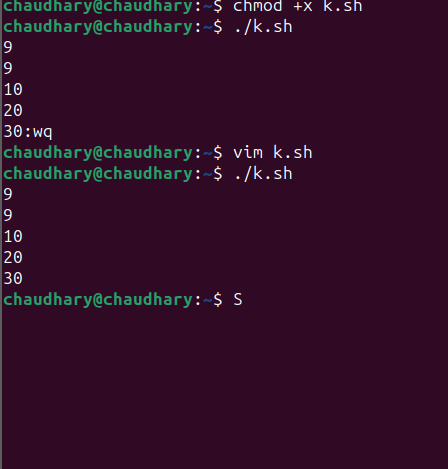 chaudhary@chaudhary:~$ chmod +x k.sh
chaudhary@chaudhary:~$ ./k.sh
9
9
10
20
30:wq
chaudhary@chaudhary:~$ vim k.sh
chaudhary@chaudhary:~$ ./k.sh
9
9
10
20
30
chaudhary@chaudhary:~$ S